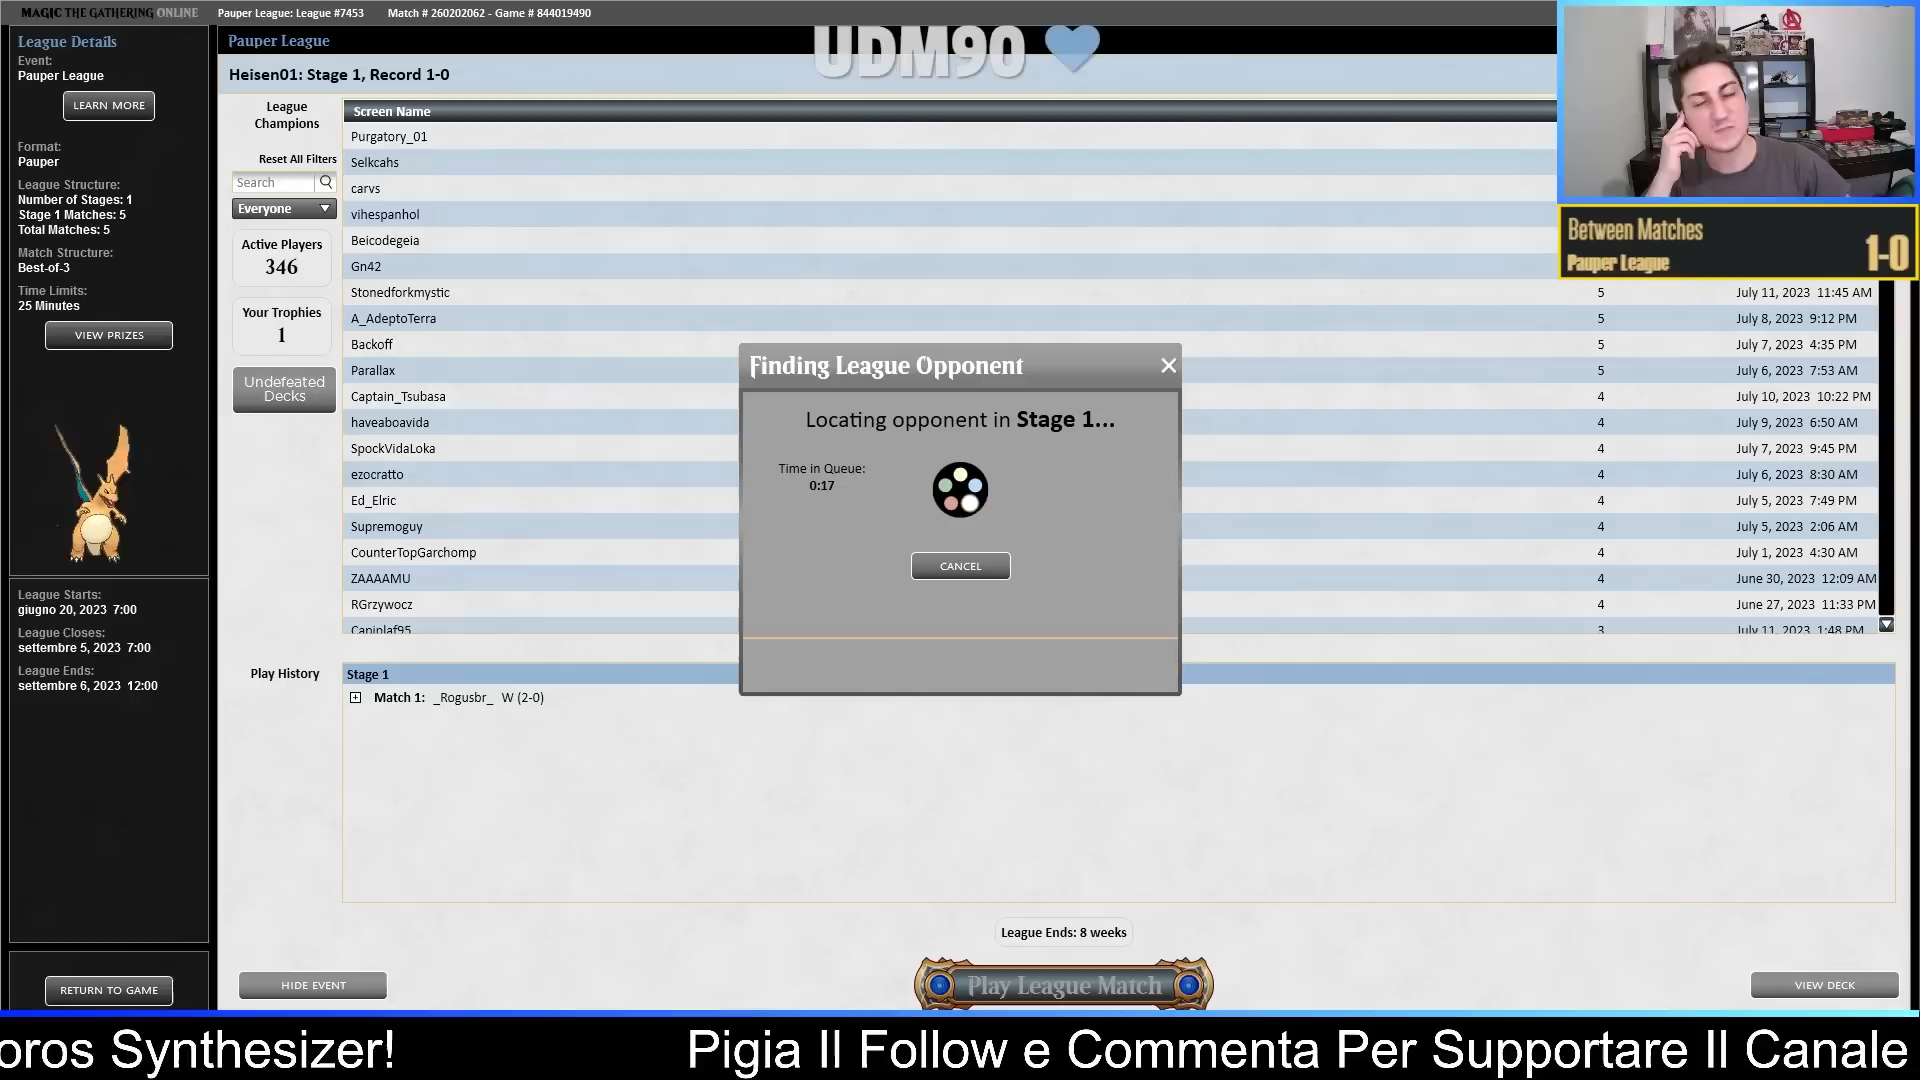 MAGIC THE GATHERING ONLINE
Pauper League: League #7453
Match # 260202062 - Game # 844019490
League Details
Event:
Pauper League
LEARN MORE
Format:
Pauper
League Structure:
Number of Stages: 1
Stage 1 Matches: 5
Total Matches: 5
Match Structure:
Best-of-3
Time Limits:
25 Minutes
VIEW PRIZES
League Starts:
giugno 20, 2023 7:00
League Closes:
settembre 5, 2023 7:00
League Ends:
settembre 6, 2023 12:00
RETURN TO GAME
Pauper League
UDM90
Heisen01: Stage 1, Record 1-0
League
Champions
Reset All Filters
Search
Everyone
Active Players
346
Your Trophies
1
Undefeated
Decks
Screen Name
Purgatory_01
Selkcahs
carvs
vihespanhol
Beicodegeia
Gn42
Stonedforkmystic 5 July 11, 2023 11:45 AM
A_AdeptoTerra 5 July 8, 2023 9:12 PM
Backoff 5 July 7, 2023 4:35 PM
Parallax 5 July 6, 2023 7:53 AM
Captain_Tsubasa 4 July 10, 2023 10:22 PM
haveaboavida 4 July 9, 2023 6:50 AM
SpockVidaLoka 4 July 7, 2023 9:45 PM
ezocratto 4 July 6, 2023 8:30 AM
Ed_Elric 4 July 5, 2023 7:49 PM
Supremoguy 4 July 5, 2023 2:06 AM
CounterTopGarchomp 4 July 1, 2023 4:30 AM
ZAAAAMU 4 June 30, 2023 12:09 AM
RGrzywocz 4 June 27, 2023 11:33 PM
Capinlaf95 3 July 11, 2023 1:48 PM
Between Matches
Pauper League
1-0
Finding League Opponent
Locating opponent in Stage 1...
Time in Queue:
0:17
CANCEL
Play History
Stage 1
Match 1: _Rogusbr_ W (2-0)
League Ends: 8 weeks
HIDE EVENT
Play League Match
VIEW DECK
oros Synthesizer! Pigia Il Follow e Commenta Per Supportare Il Canale